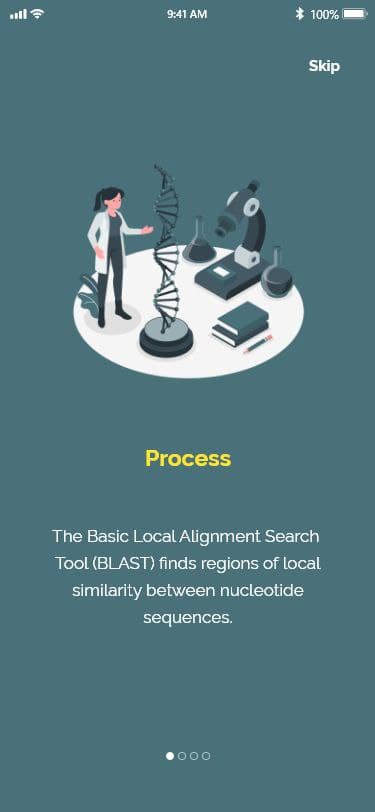 9:41 AM
100%
Skip
Process
The Basic Local Alignment Search
Tool (BLAST) finds regions of local
similarity between nucleotide
sequences.